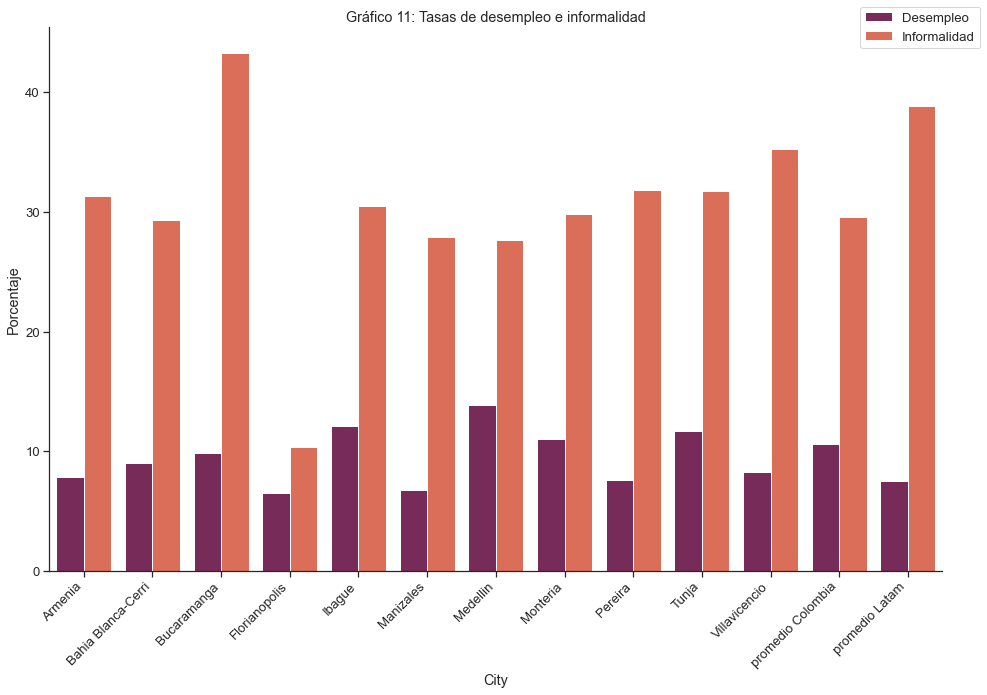 Gráfico 11: Tasas de desempleo e informalidad
Desempleo
Informalidad
Porcentaje
40
30
20
10
0
Armenia
Bahia Blanca-Cerri
Bucaramanga
Florianopolis
Ibague
Manizales
Medellin
Monteria
Pereira
Tunja
Villavicencio
promedio Colombia
promedio Latam
City